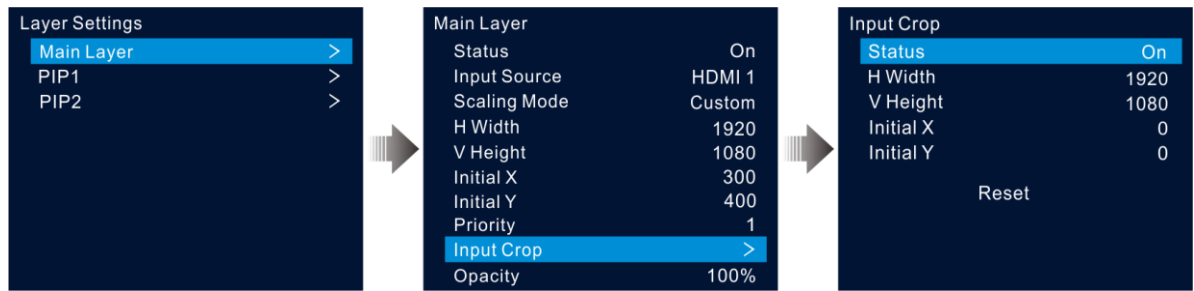 Layer Settings
Main Layer >
PIP1 >
PIP2 >
Main Layer
Status On
Input Source HDMI 1
Scaling Mode Custom
H Width 1920
V Height 1080
Initial X 300
Initial Y 400
Priority 1
Input Crop >
Opacity 100%
Input Crop
Status On
H Width 1920
V Height 1080
Initial X 0
Initial Y 0
Reset